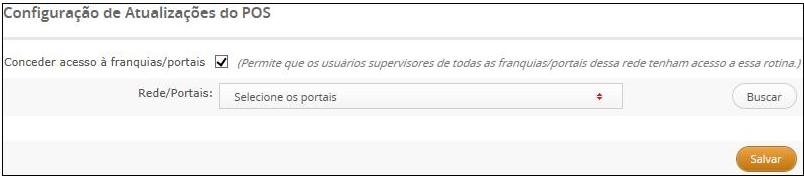 Configuração de Atualizações do POS
Conceder acesso à franquias/portais (Permite que os usuários supervisores de todas as franquias/portais dessa rede tenham acesso a essa rotina.)
Rede/Portais: Selecione os portais Buscar
Salvar